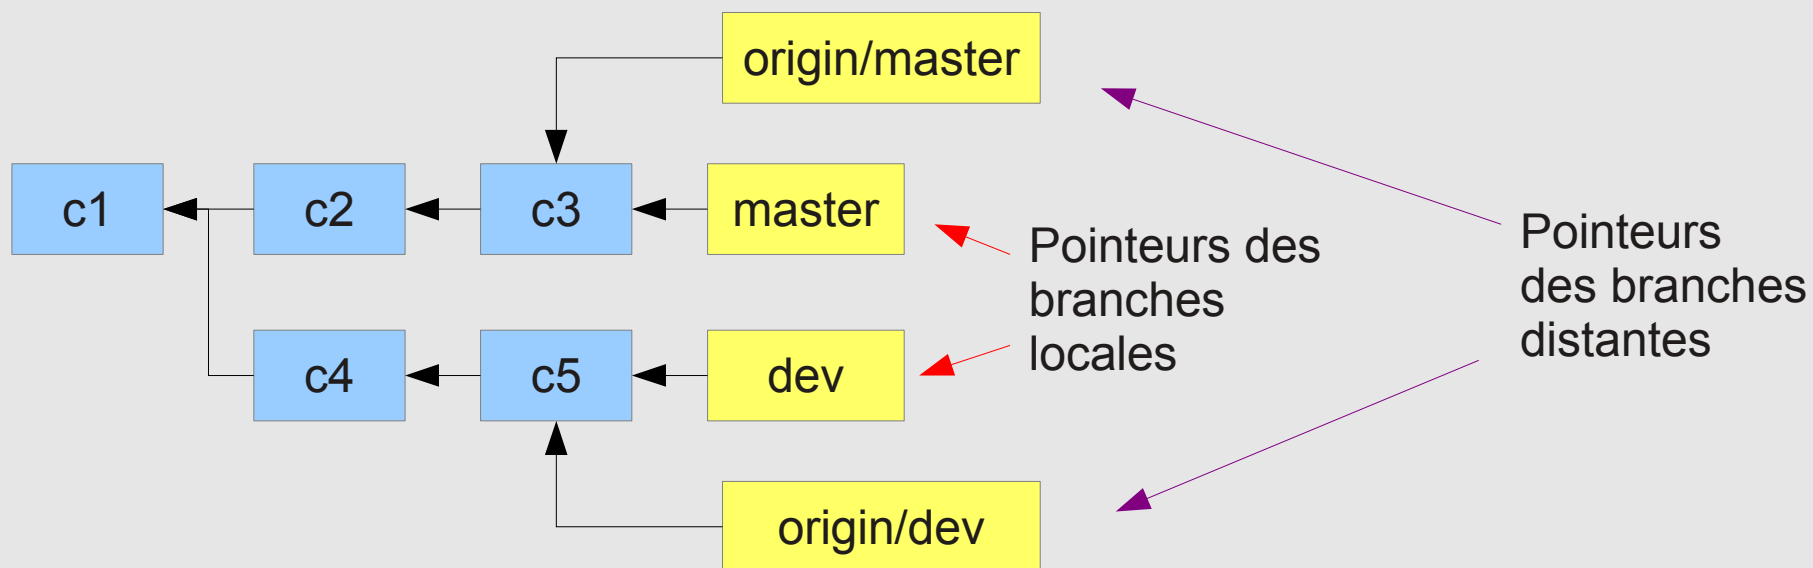 origin/master
c1
c2
c3
master
Pointeurs des
branches
locales
Pointeurs
des branches
distantes
c4
c5
dev
origin/dev